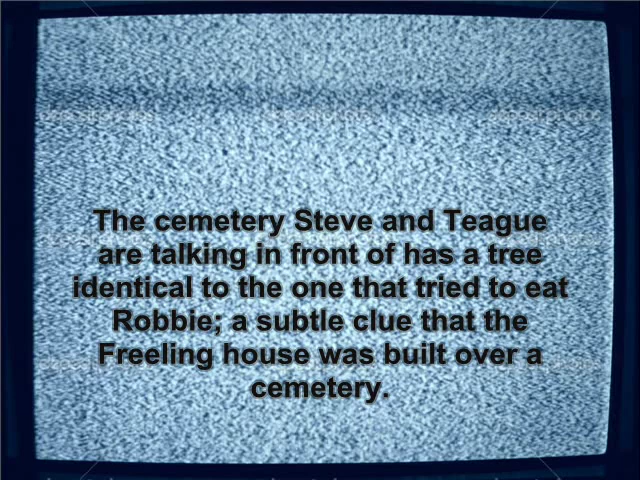 The cemetery Steve and Teague
are talking in front of has a tree
identical to the one that tried to eat
Robbie; a subtle clue that the
Freeling house was built over a
cemetery.